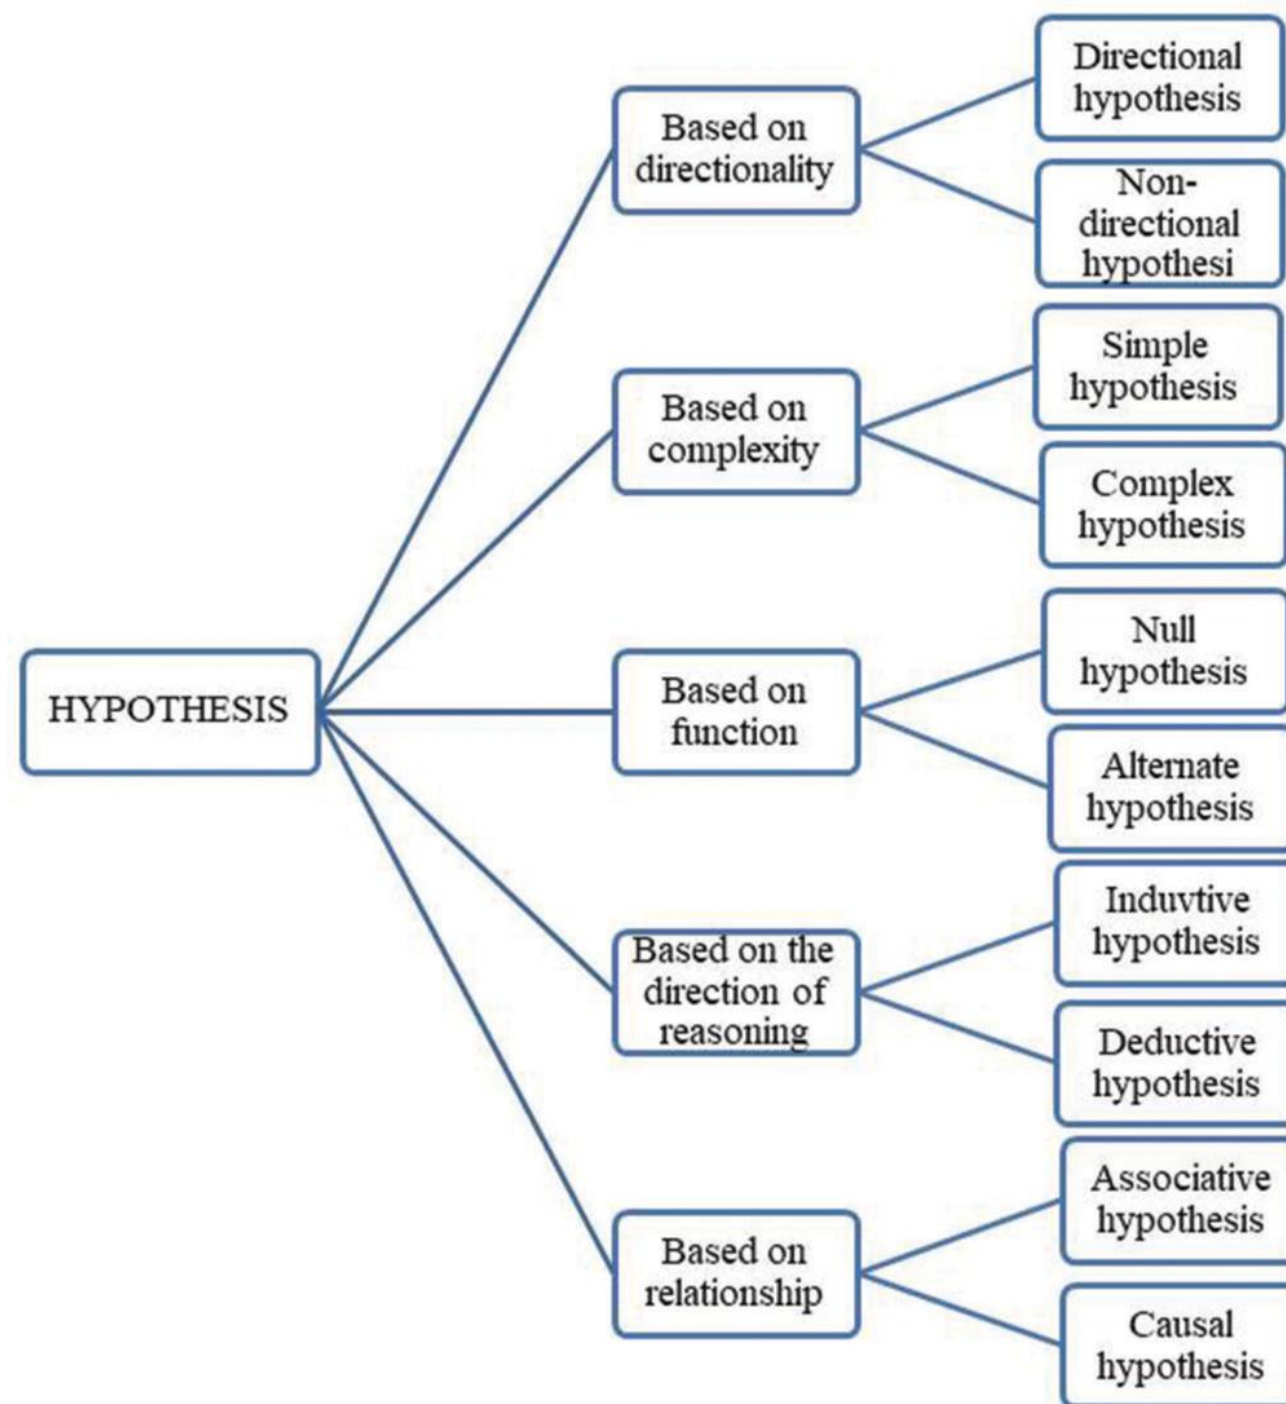 Directional
hypothesis
Based on
directionality
Non-
directional
hypothesi
Simple
hypothesis
Based on
complexity
Complex
hypothesis
Null
hypothesis
HYPOTHESIS
Based on
function
Alternate
hypothesis
Induvtive
hypothesis
Based on the
direction of
reasoning
Deductive
hypothesis
Associative
hypothesis
Based on
relationship
Causal
hypothesis